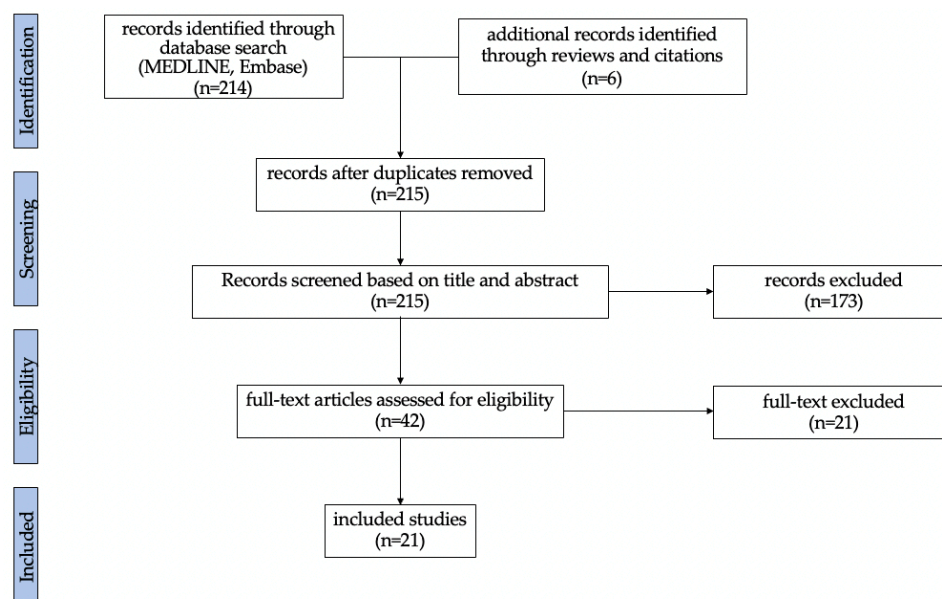 Identification
records identified through
database search
(MEDLINE, Embase)
(n=214)
additional records identified
through reviews and citations
(n=6)
records after duplicates removed
(n=215)
Screening
Records screened based on title and abstract
(n=215)
records excluded
(n=173)
Eligibility
full-text articles assessed for eligibility
(n=42)
full-text excluded
(n=21)
Included
included studies
(n=21)